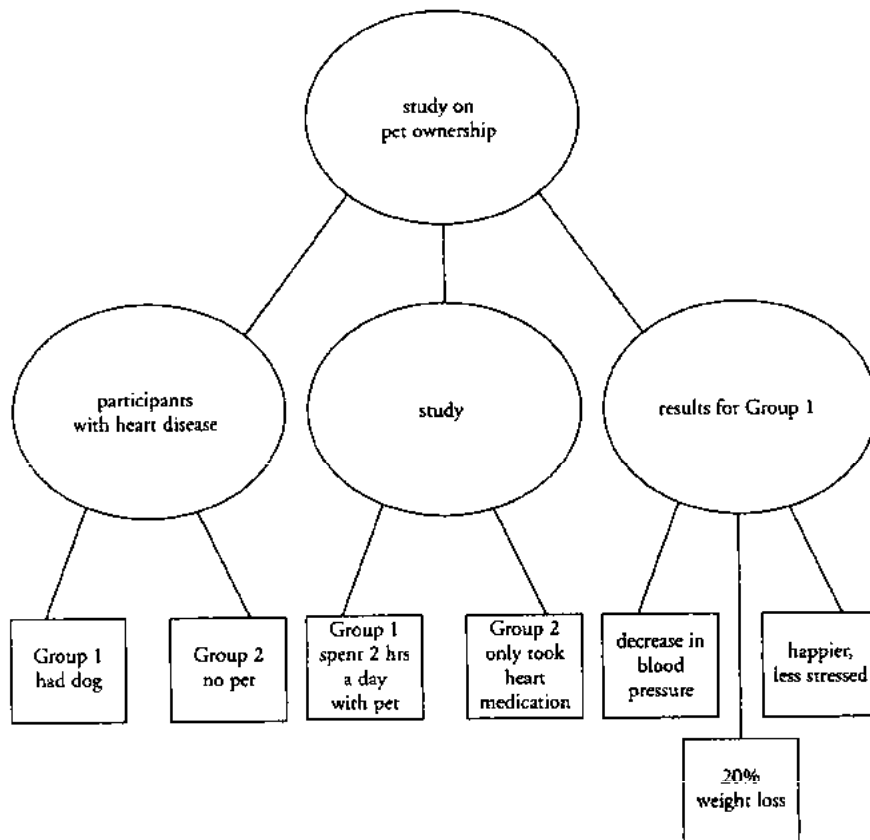 study on
pet ownership
participants
with heart disease
study
results for Group 1
Group 1
had dog
Group 2
no pet
Group 1
spent 2 hrs
a day
with pet
Group 2
only took
heart
medication
decrease in
blood
pressure
happier,
less stressed
20%
weight loss